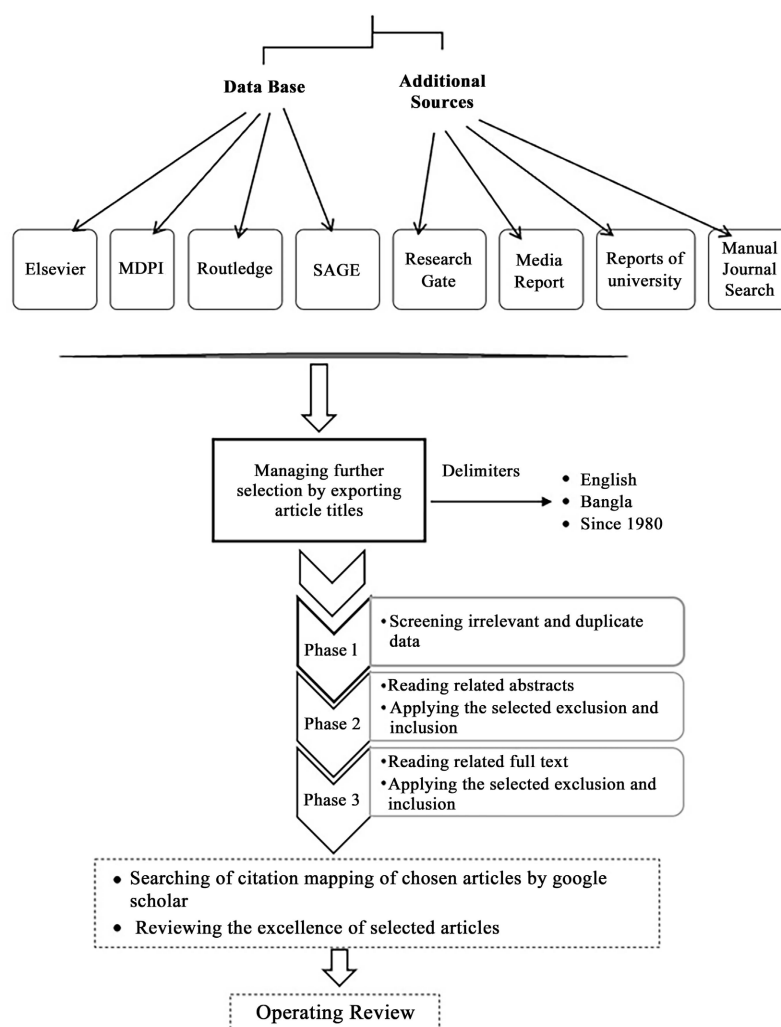 Data Base
Additional
Sources
Elsevier
MDPI
Routledge
SAGE
Research
Gate
Media
Report
Reports of
university
Manual
Journal
Search
Managing further
selection by exporting
article titles
Delimiters
• English
• Bangla
• Since 1980
Phase 1
•Screening irrelevant and duplicate
data
Phase 2
•Reading related abstracts
•Applying the selected exclusion and
inclusion
Phase 3
•Reading related full text
•Applying the selected exclusion and
inclusion
• Searching of citation mapping of chosen articles by google
scholar
• Reviewing the excellence of selected articles
Operating Review